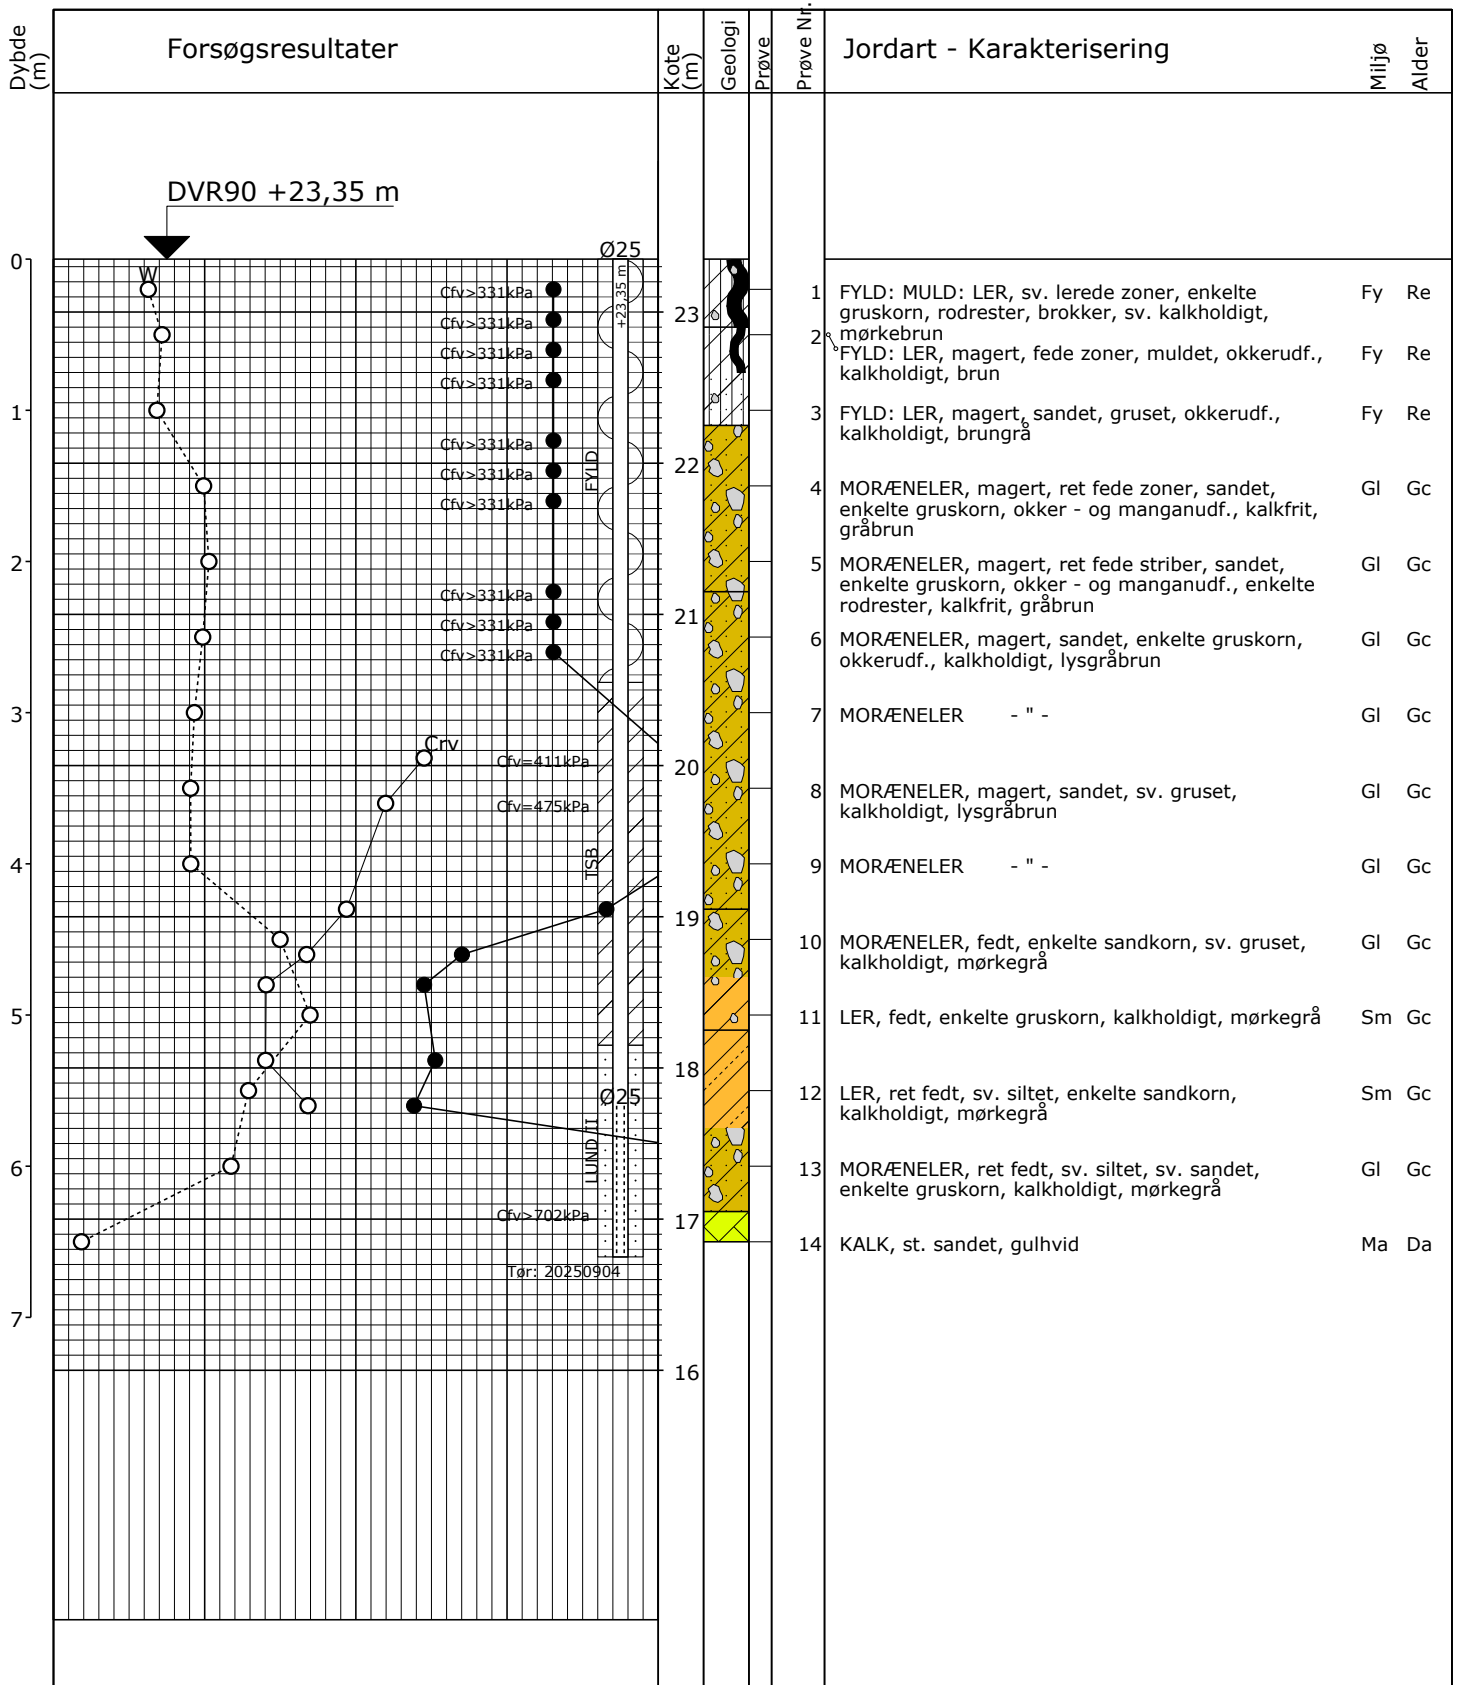 Dybde
(m)
Forsøgsresultater
Kote
(m)
Geologi
Prøve
Prøve Nr.
Jordart - Karakterisering
Miljø
Alder
DVR90 +23,35 m
Ø25
+23,35 m
W
0
1
2
3
4
5
6
7
Cfv>331kPa
Cfv>331kPa
Cfv>331kPa
Cfv>331kPa
Cfv>331kPa
Cfv>331kPa
Cfv>331kPa
Cfv>331kPa
Cfv>331kPa
Cfv>331kPa
Crv
Cfv=411kPa
Cfv=475kPa
FYLD
TSB
Ø25
LUND II
Cfv>702kPa
Tør: 20250904
23
22
21
20
19
18
17
16
1 FYLD: MULD: LER, sv. lerede zoner, enkelte Fy Re
gruskorn, rodrester, brokker, sv. kalkholdigt,
mørkebrun
2 FYLD: LER, magert, fede zoner, muldet, okkerudf., Fy Re
kalkholdigt, brun
3 FYLD: LER, magert, sandet, gruset, okkerudf., Fy Re
kalkholdigt, brungrå
4 MORÆNELER, magert, ret fede zoner, sandet, Gl Gc
enkelte gruskorn, okker - og manganudf., kalkfrit,
gråbrun
5 MORÆNELER, magert, ret fede striber, sandet, Gl Gc
enkelte gruskorn, okker - og manganudf., enkelte
rodrester, kalkfrit, gråbrun
6 MORÆNELER, magert, sandet, enkelte gruskorn, Gl Gc
okkerudf., kalkholdigt, lysgråbrun
7 MORÆNELER - " - Gl Gc
8 MORÆNELER, magert, sandet, sv. gruset, Gl Gc
kalkholdigt, lysgråbrun
9 MORÆNELER - " - Gl Gc
10 MORÆNELER, fedt, enkelte sandkorn, sv. gruset, Gl Gc
kalkholdigt, mørkegrå
11 LER, fedt, enkelte gruskorn, kalkholdigt, mørkegrå Sm Gc
12 LER, ret fedt, sv. siltet, enkelte sandkorn, Sm Gc
kalkholdigt, mørkegrå
13 MORÆNELER, ret fedt, sv. siltet, sv. sandet, Gl Gc
enkelte gruskorn, kalkholdigt, mørkegrå
14 KALK, st. sandet, gulhvid Ma Da